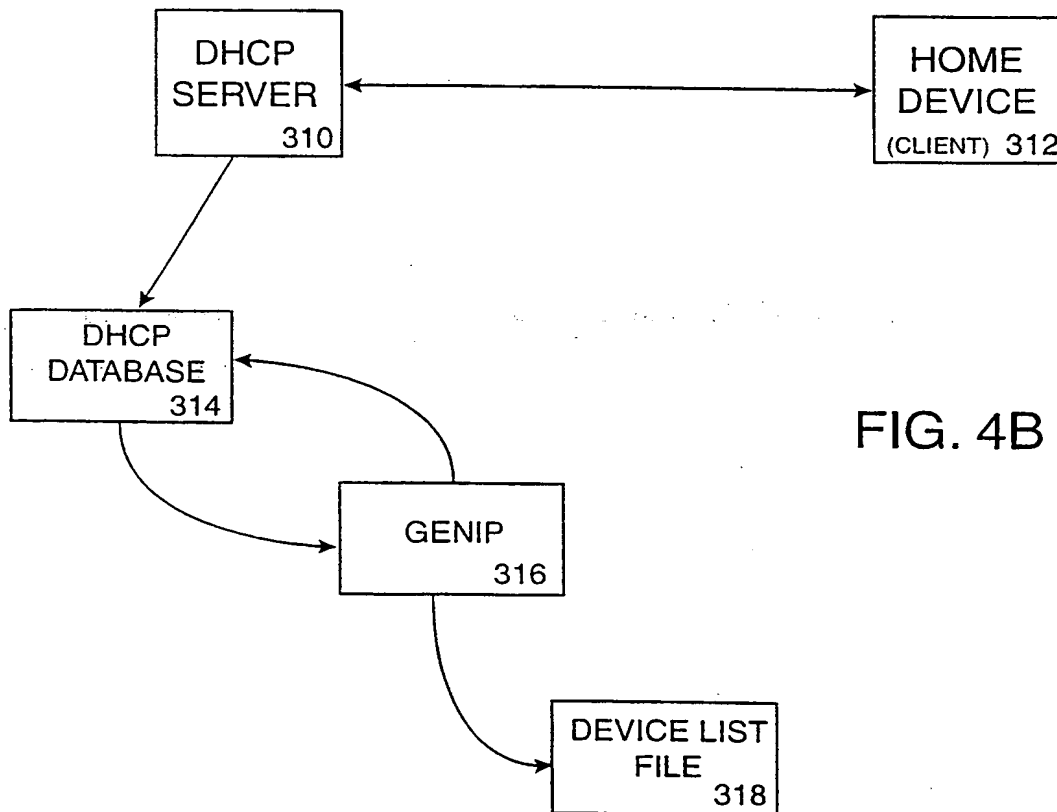 DHCP
SERVER
310
HOME
DEVICE
(CLIENT) 312
DHCP
DATABASE
314
FIG. 4B
GENIP
316
DEVICE LIST
FILE
318